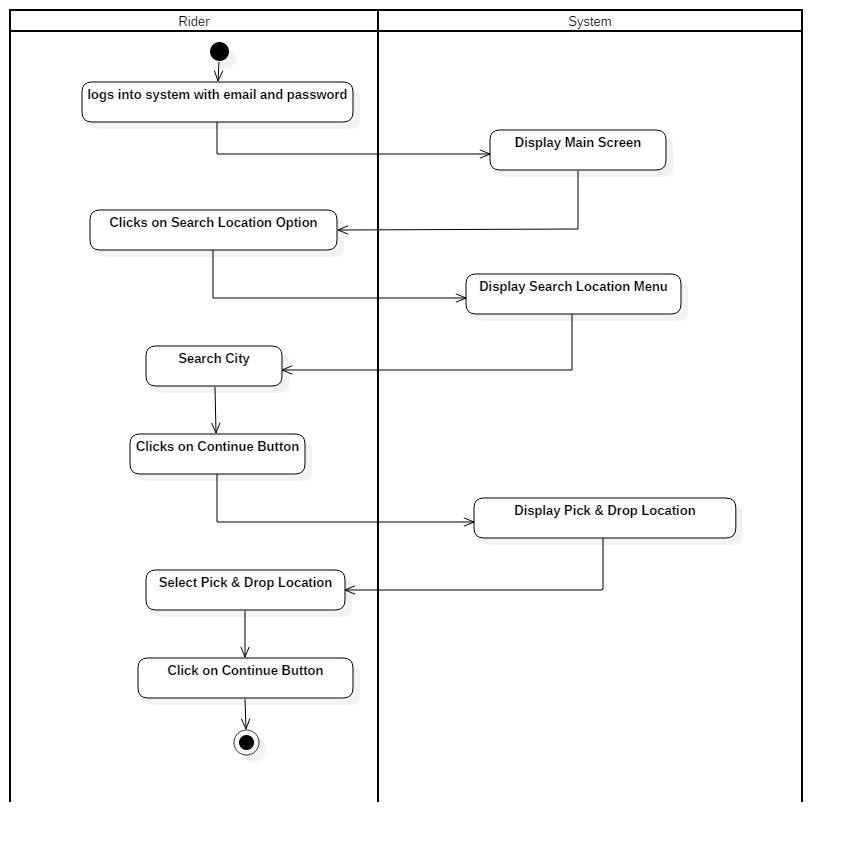 Rider
System
logs into system with email and password
Display Main Screen
Clicks on Search Location Option
Display Search Location Menu
Search City
Clicks on Continue Button
Display Pick & Drop Location
Select Pick & Drop Location
Click on Continue Button